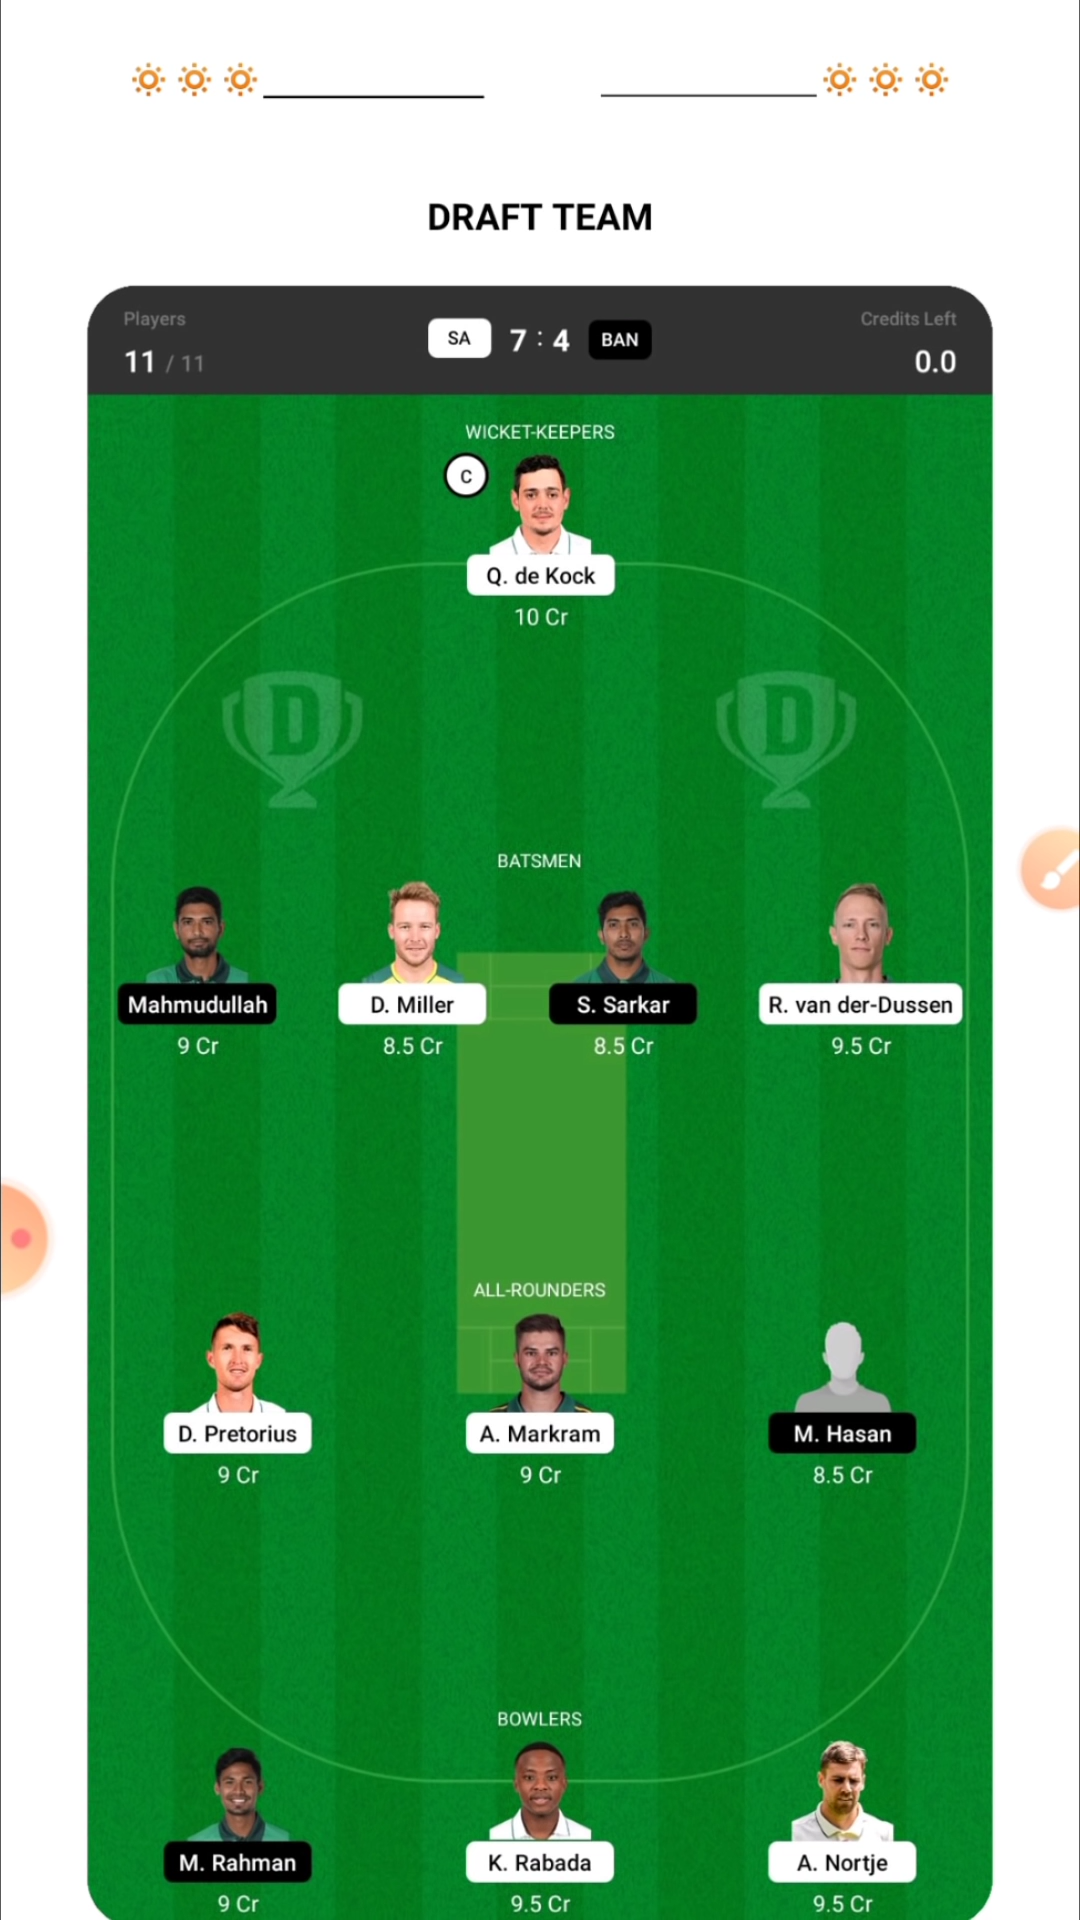 DRAFT TEAM
Players
Credits Left
11 / 11
SA 7 : 4 BAN
0.0
WICKET-KEEPERS
C
Q. de Kock
10 Cr
D D
BATSMEN
Mahmudullah D. Miller S. Sarkar R. van der-Dussen
9 Cr 8.5 Cr 8.5 Cr 9.5 Cr
ALL-ROUNDERS
D. Pretorius A. Markram M. Hasan
9 Cr 9 Cr 8.5 Cr
BOWLERS
M. Rahman K. Rabada A. Nortje
9 Cr 9.5 Cr 9.5 Cr